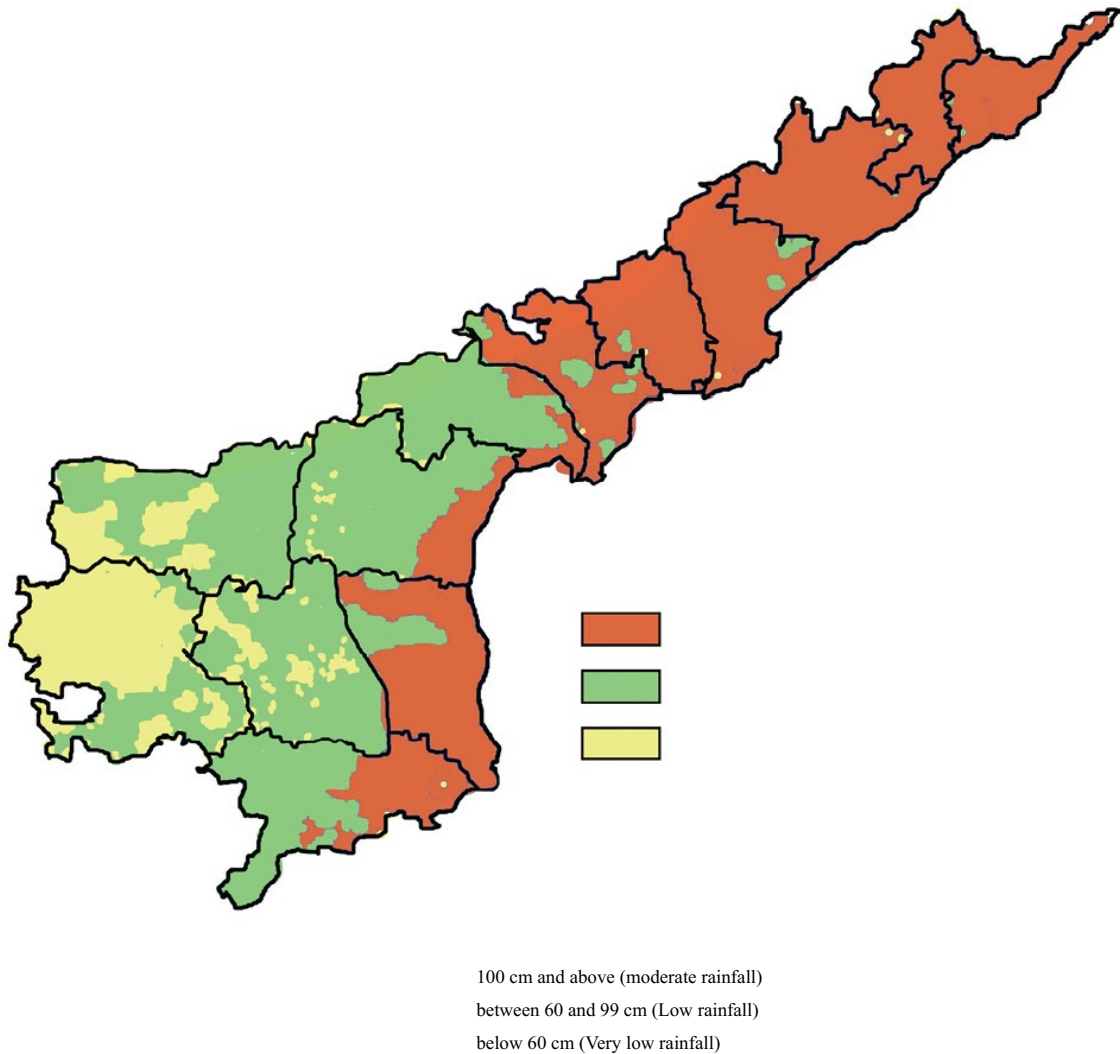 100 cm and above (moderate rainfall)
between 60 and 99 cm (Low rainfall)
below 60 cm (Very low rainfall)